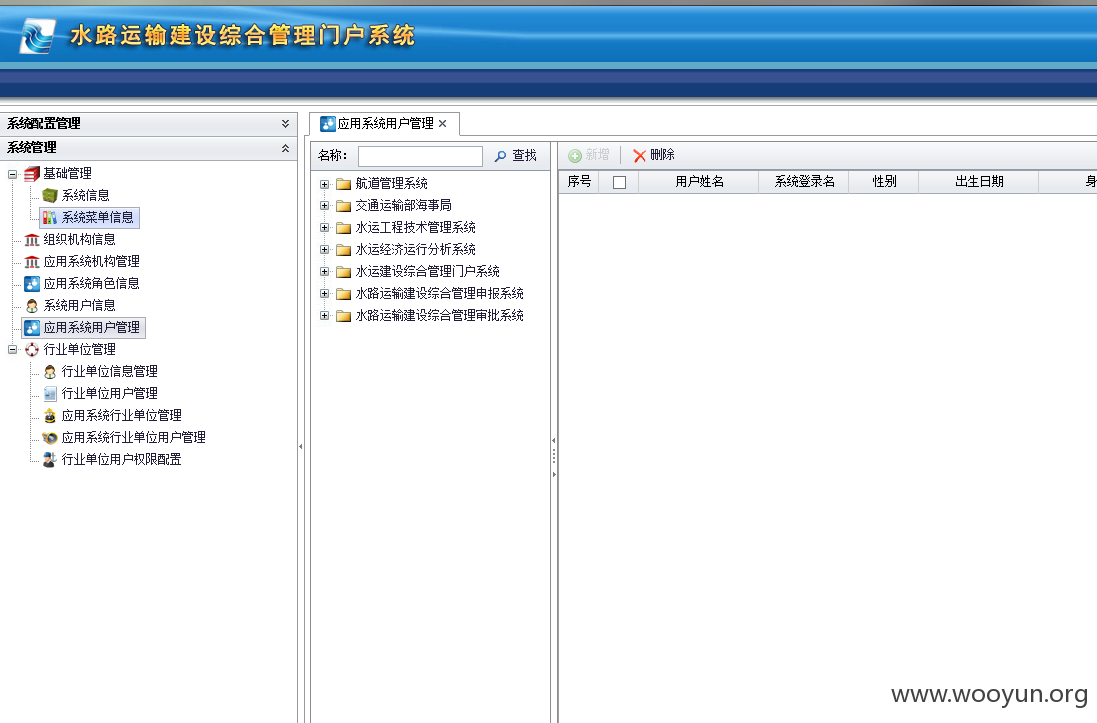 水路运输建设综合管理门户系统
系统配置管理
系统管理
基础管理
系统信息
系统菜单信息
组织机构信息
应用系统机构管理
应用系统角色信息
系统用户信息
应用系统用户管理
行业单位管理
行业单位信息管理
行业单位用户管理
应用系统行业单位管理
应用系统行业单位用户管理
行业单位用户权限配置
应用系统用户管理
名称： 查找
航道管理系统
交通运输部海事局
水运工程技术管理系统
水运经济运行分析系统
水运建设综合管理门户系统
水路运输建设综合管理申报系统
水路运输建设综合管理审批系统
新增 删除
序号 用户姓名 系统登录名 性别 出生日期 身
www.wooyun.org